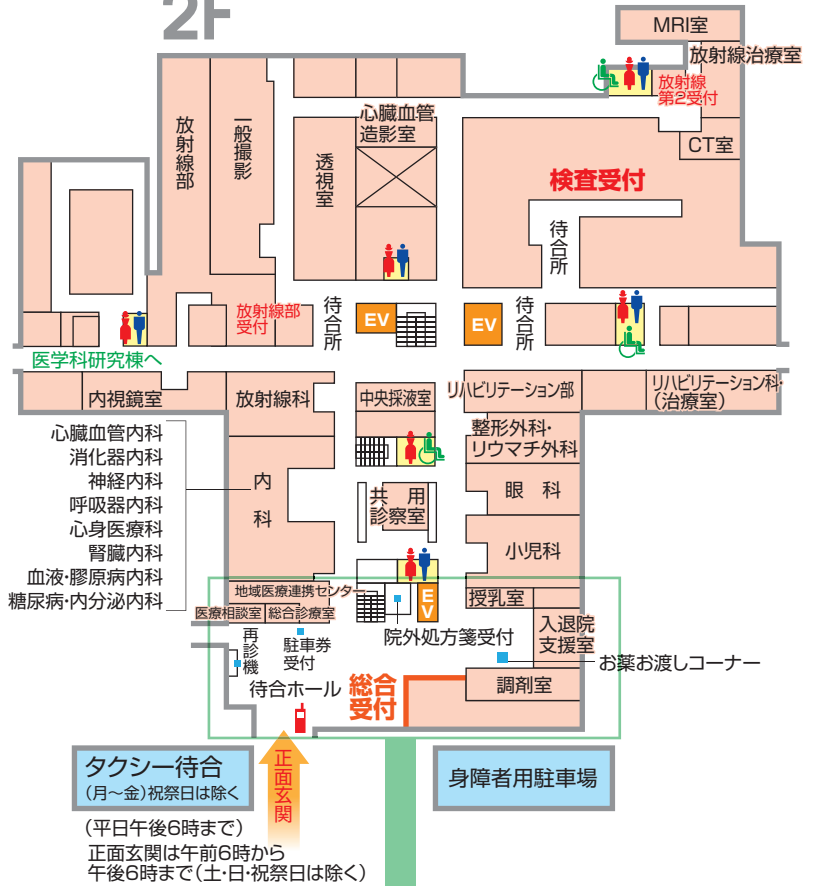 2F
MRI室
放射線治療室
放射線
第2受付
CT室
心臓血管
造影室
放射線部
一般撮影
透視室
検査受付
待合所
放射線部
受付
待合所
EV
EV
待合所
医学科研究棟へ
内視鏡室
放射線科
中央採液室
リハビリテーション部
リハビリテーション科・
(治療室)
整形外科・
リウマチ外科
心臓血管内科
消化器内科
神経内科
呼吸器内科
心身医療科
腎臓内科
血液・膠原病内科
糖尿病・内分泌内科
内科
共用
診察室
眼 科
小児科
地域医療連携センター
医療相談室
総合診療室
EV
授乳室
入退院
支援室
再診機
駐車券
受付
院外処方箋受付
お薬お渡しコーナー
待合ホール
総合
受付
調剤室
正面玄関
タクシー待合
(月〜金)祝祭日は除く
身障者用駐車場
(平日午後6時まで)
正面玄関は午前6時から
午後6時まで(土・日・祝祭日は除く)